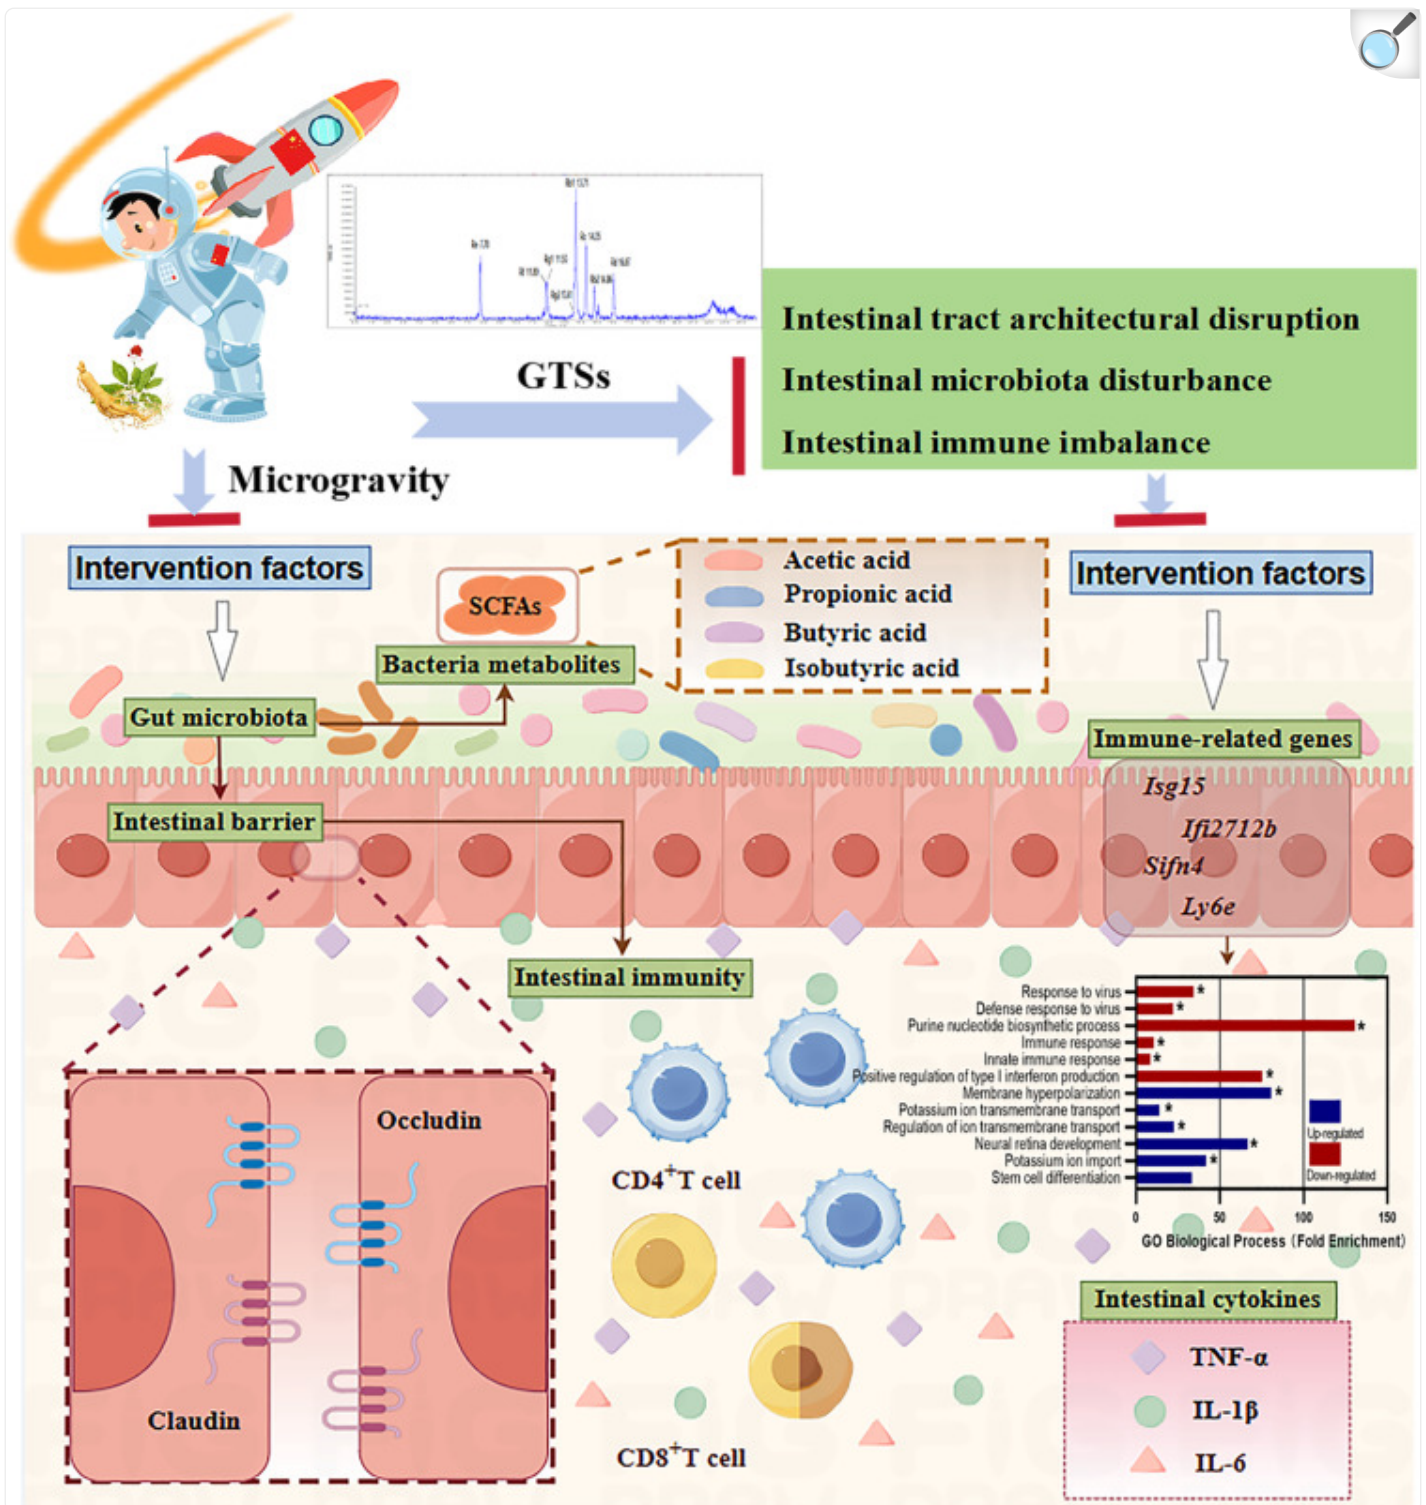 GTSs
Intestinal tract architectural disruption
Intestinal microbiota disturbance
Intestinal immune imbalance
Microgravity
Intervention factors
SCFAs
Bacteria metabolites
Acetic acid
Propionic acid
Butyric acid
Isobutyric acid
Intervention factors
Gut microbiota
Immune-related genes
Isg15
Ifi2712b
Sifn4
Ly6e
Intestinal barrier
Intestinal immunity
Response to virus *
Defense response to virus *
Purine nucleotide biosynthetic process *
Immune response *
Innate immune response *
Positive regulation of type I interferon production *
Membrane hyperpolarization *
Potassium ion transmembrane transport *
Regulation of ion transmembrane transport *
Neural retina development *
Potassium ion import *
Stem cell differentiation
Up-regulated
Down-regulated
0 50 100 150
GO Biological Process (Fold Enrichment)
Occludin
Claudin
CD4+T cell
CD8+T cell
Intestinal cytokines
TNF-α
IL-1β
IL-6